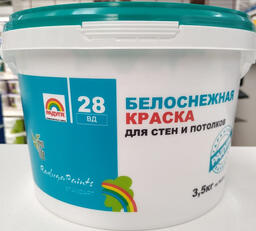 РАДУГА
28
ВД
БЕЛОСНЕЖНАЯ
КРАСКА
ДЛЯ СТЕН И ПОТОЛКОВ
RadugaPaints
3,5кг